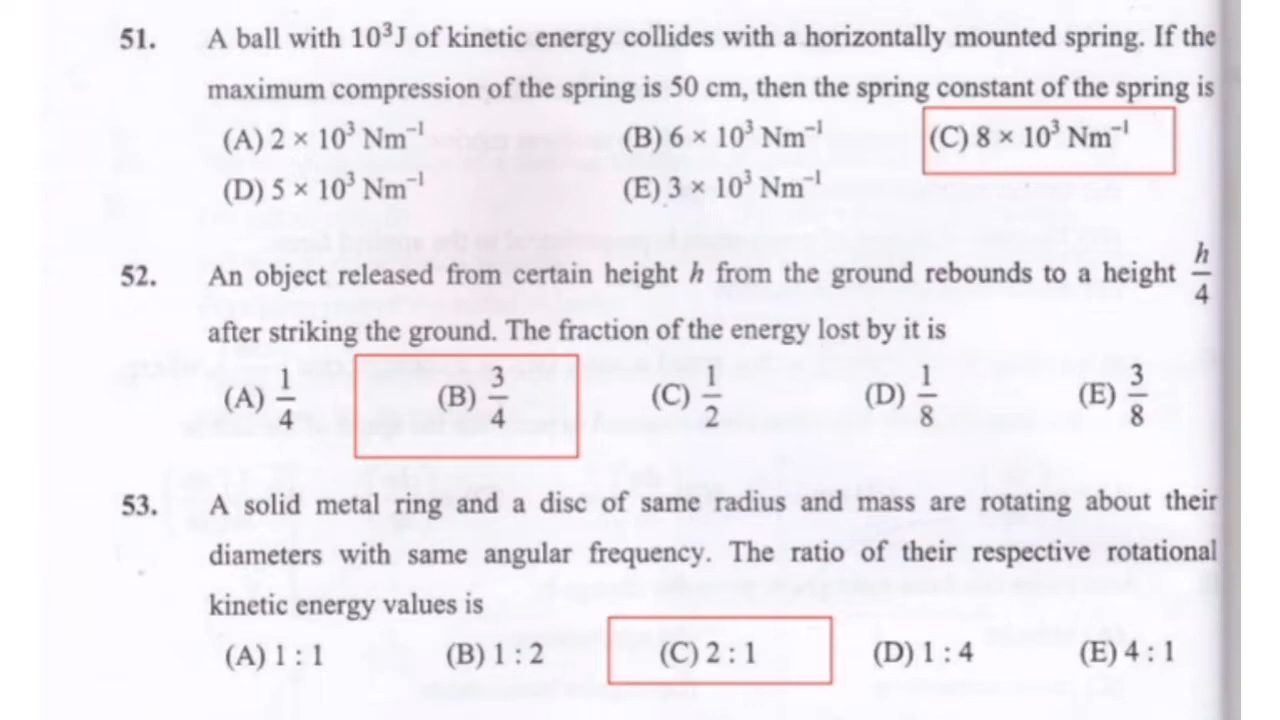 51. A ball with 10³J of kinetic energy collides with a horizontally mounted spring. If the
maximum compression of the spring is 50 cm, then the spring constant of the spring is
(A) 2 × 10³ Nm⁻¹ (B) 6 × 10³ Nm⁻¹ (C) 8 × 10³ Nm⁻¹
(D) 5 × 10³ Nm⁻¹ (E) 3 × 10³ Nm⁻¹
52. An object released from certain height h from the ground rebounds to a height h/4
after striking the ground. The fraction of the energy lost by it is
(A) 1/4 (B) 3/4 (C) 1/2 (D) 1/8 (E) 3/8
53. A solid metal ring and a disc of same radius and mass are rotating about their
diameters with same angular frequency. The ratio of their respective rotational
kinetic energy values is
(A) 1 : 1 (B) 1 : 2 (C) 2 : 1 (D) 1 : 4 (E) 4 : 1